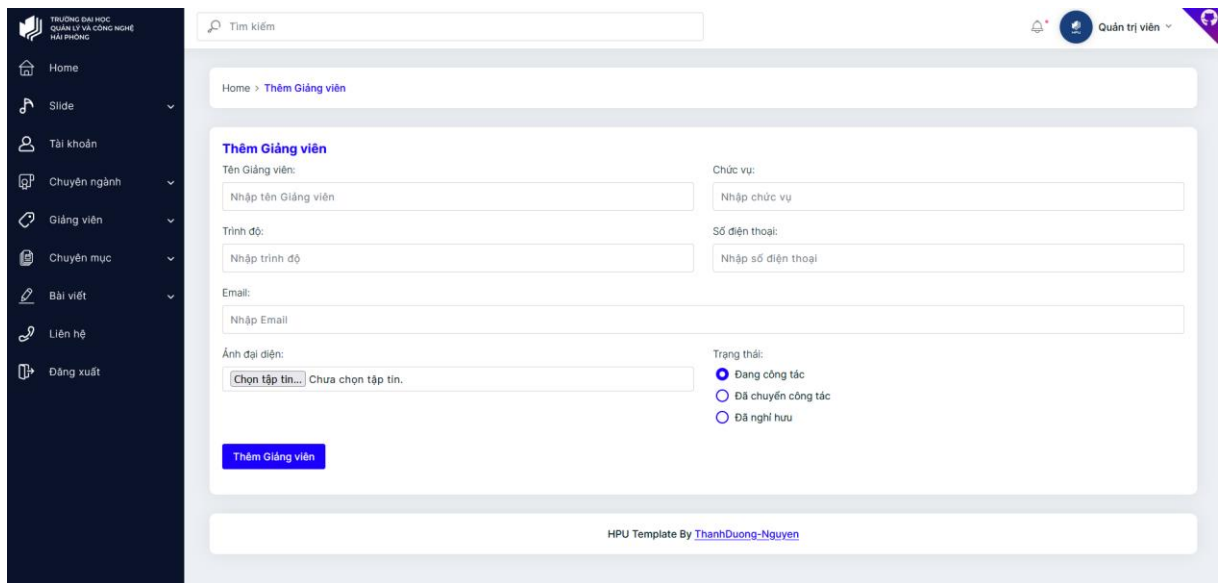 TRƯỜNG ĐẠI HỌC
QUẢN LÝ VÀ CÔNG NGHỆ
HẢI PHÒNG
Tìm kiếm
Quản trị viên
Home
Slide
Tài khoản
Chuyên ngành
Giảng viên
Chuyên mục
Bài viết
Liên hệ
Đăng xuất
Home > Thêm Giảng viên
Thêm Giảng viên
Tên Giảng viên:
Nhập tên Giảng viên
Chức vụ:
Nhập chức vụ
Trình độ:
Nhập trình độ
Số điện thoại:
Nhập số điện thoại
Email:
Nhập Email
Ảnh đại diện:
Chọn tập tin... Chưa chọn tập tin.
Trạng thái:
Đang công tác
Đã chuyển công tác
Đã nghỉ hưu
Thêm Giảng viên
HPU Template By ThanhDuong-Nguyen